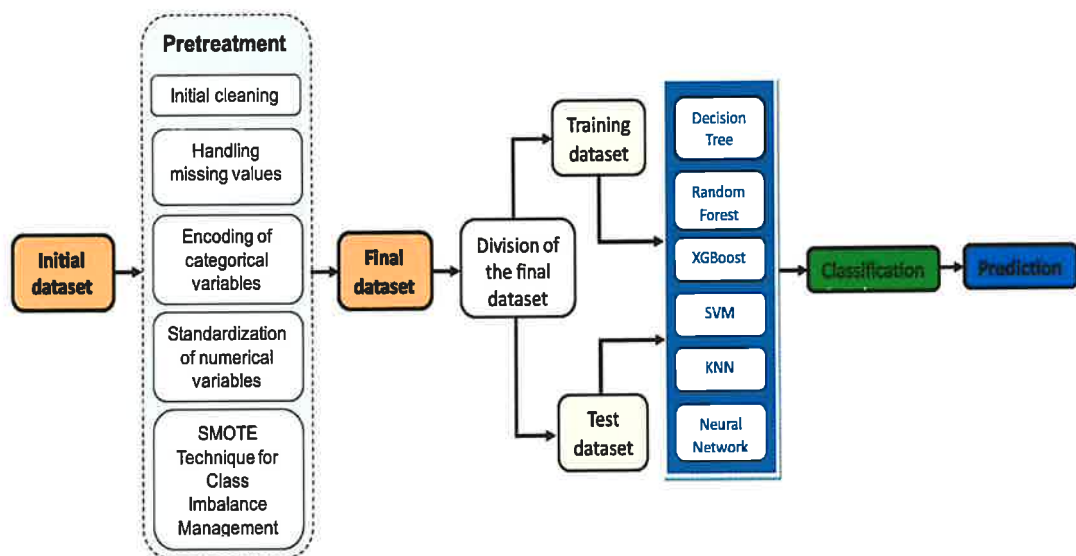 Pretreatment
Initial cleaning
Handling
missing values
Encoding of
categorical
variables
Standardization
of numerical
variables
SMOTE
Technique for
Class
Imbalance
Management
Initial
dataset
Final
dataset
Division of
the final
dataset
Training
dataset
Test
dataset
Decision
Tree
Random
Forest
XGBoost
SVM
KNN
Neural
Network
Classification
Prediction